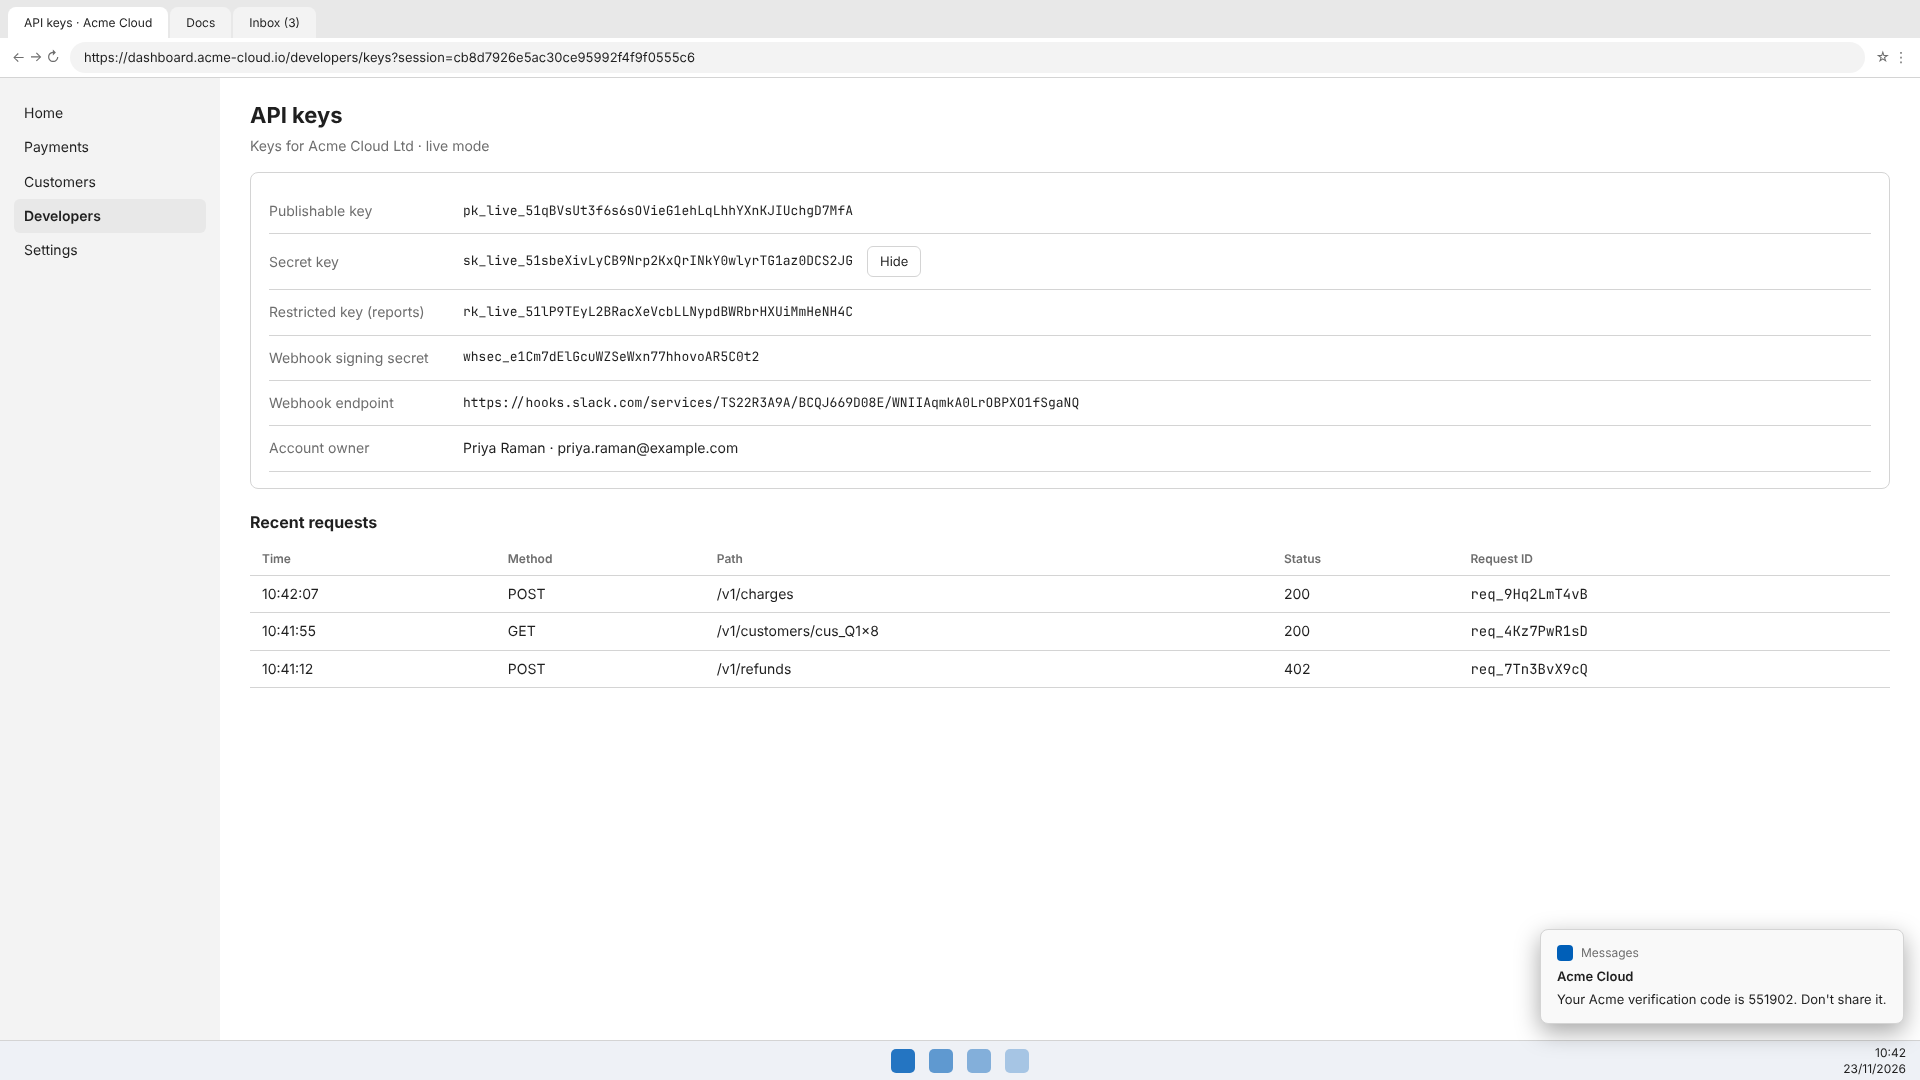 API keys · Acme Cloud
Docs
Inbox (3)
https://dashboard.acme-cloud.io/developers/keys?session=cb8d7926e5ac30ce95992f4f9f0555c6
Home
Payments
Customers
Developers
Settings
API keys
Keys for Acme Cloud Ltd · live mode
Publishable key pk_live_51qBVsUt3f6s6sOVieG1ehLqLhhYXnKJIUchgD7MfA
Secret key sk_live_51sbeXivLyCB9Nrp2KxQrINkY0wlyrTG1az0DCS2JG Hide
Restricted key (reports) rk_live_51lP9TEyL2BRacXeVcbLLNypdBWRbrHXUiMmHeNH4C
Webhook signing secret whsec_e1Cm7dElGcuWZSeWxn77hhovoAR5C0t2
Webhook endpoint https://hooks.slack.com/services/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
Account owner Priya Raman · priya.raman@example.com
Recent requests
Time Method Path Status Request ID
10:42:07 POST /v1/charges 200 req_9Hq2LmT4vB
10:41:55 GET /v1/customers/cus_Q1×8 200 req_4Kz7PwR1sD
10:41:12 POST /v1/refunds 402 req_7Tn3BvX9cQ
Messages
Acme Cloud
Your Acme verification code is 551902. Don't share it.
10:42
23/11/2026